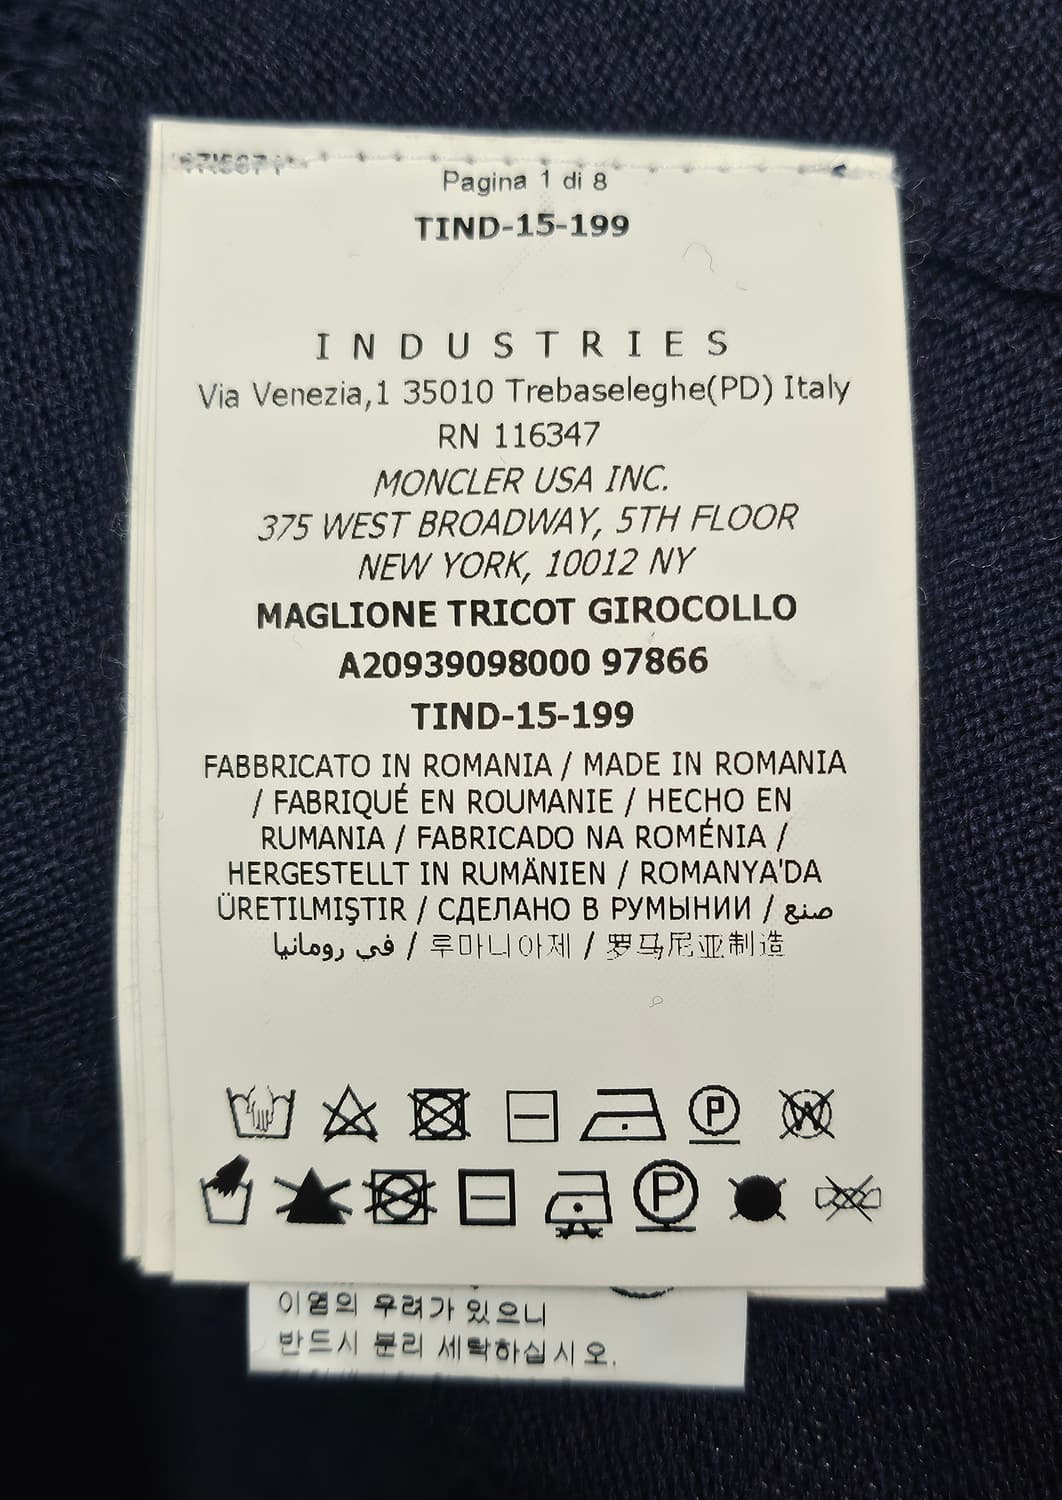 Pagina 1 di 8
TIND-15-199
INDUSTRIES
Via Venezia,1 35010 Trebaseleghe(PD) Italy
RN 116347
MONCLER USA INC.
375 WEST BROADWAY, 5TH FLOOR
NEW YORK, 10012 NY
MAGLIONE TRICOT GIROCOLLO
A20939098000 97866
TIND-15-199
FABBRICATO IN ROMANIA / MADE IN ROMANIA
/ FABRIQUÉ EN ROUMANIE / HECHO EN
RUMANIA / FABRICADO NA ROMÉNIA /
HERGESTELLT IN RUMÄNIEN / ROMANYA'DA
ÜRETILMIŞTIR / СДЕЛАНО В РУМЫНИИ / صنع
في رومانيا / 루마니아제 / 罗马尼亚制造
P W
P
이염의 우려가 있으니
반드시 분리 세탁하십시오.